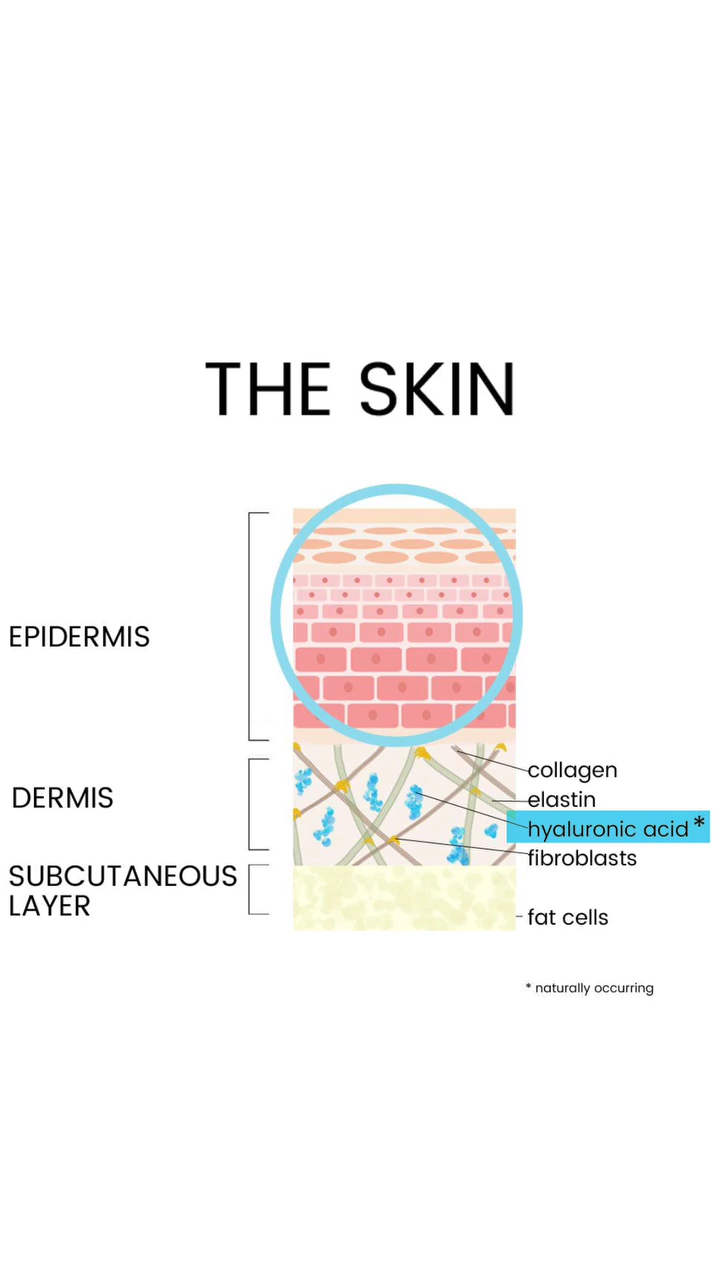 THE SKIN
EPIDERMIS
DERMIS
SUBCUTANEOUS
LAYER
collagen
elastin
hyaluronic acid *
fibroblasts
fat cells
* naturally occurring